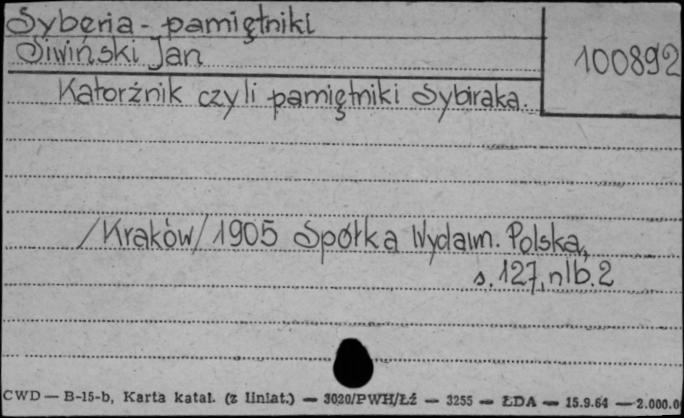 Syberia - pamiętniki
Siwiński Jan
100892
Katorżnik czyli pamiętniki Sybiraka.
/Kraków/ 1905 Spółka Wydawn. Polska,
s. 127, nlb. 2
CWD — B-15-b, Karta katal. (z liniat.) — 3020/PWH/Łź — 3255 — ŁDA — 15.9.64 — 2.000.0